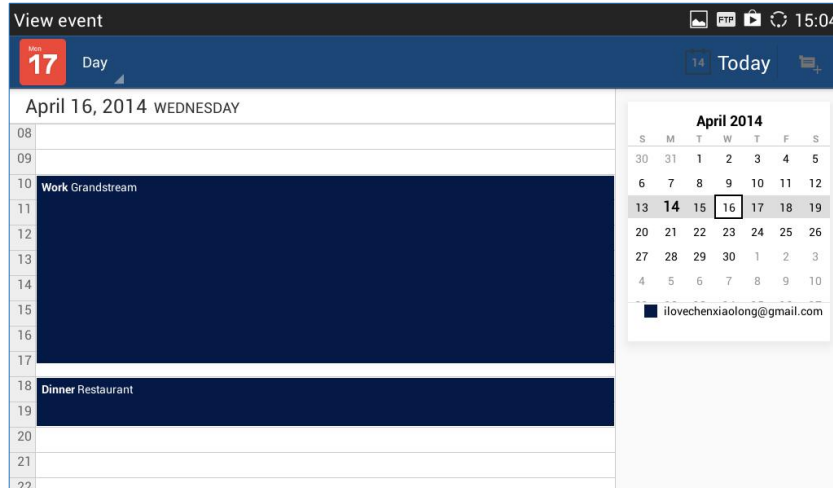 View event
FTP
15:04
Mon
17
Day
14
Today
April 16, 2014 WEDNESDAY
08
09
10 Work Grandstream
11
12
13
14
15
16
17
18 Dinner Restaurant
19
20
21
22
April 2014
S M T W T F S
30 31 1 2 3 4 5
6 7 8 9 10 11 12
13 14 15 16 17 18 19
20 21 22 23 24 25 26
27 28 29 30 1 2 3
4 5 6 7 8 9 10
ilovechenxiaolong@gmail.com